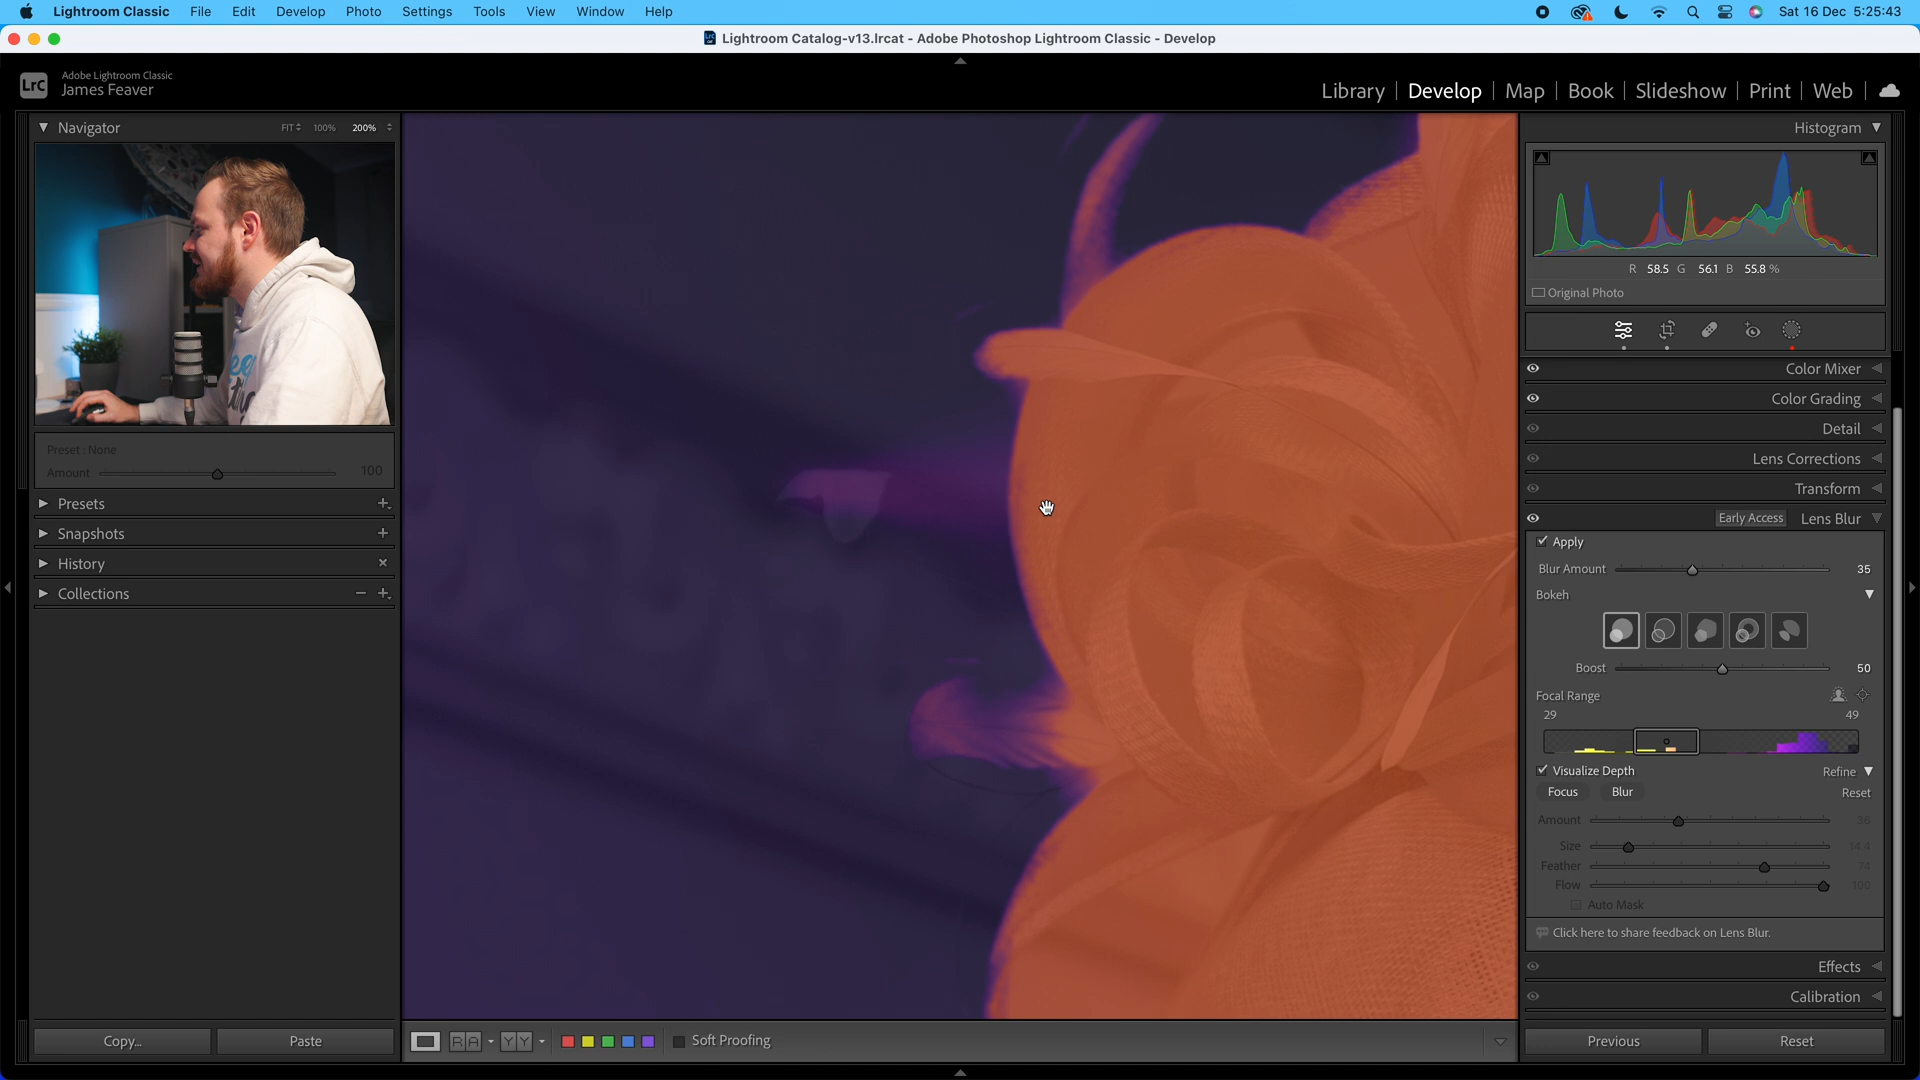 Lightroom Classic File Edit Develop Photo Settings Tools View Window Help Sat 16 Dec 5:25:43
Lightroom Catalog-v13.lrcat - Adobe Photoshop Lightroom Classic - Develop
LrC Adobe Lightroom Classic
James Feaver
Library | Develop | Map | Book | Slideshow | Print | Web
Navigator FIT 100% 200%
Histogram
R 58.5 G 56.1 B 55.8 %
Original Photo
Preset : None
Amount 100
Presets
Snapshots
History
Collections
Color Mixer
Color Grading
Detail
Lens Corrections
Transform
Early Access Lens Blur
Apply
Blur Amount 35
Bokeh
Boost 50
Focal Range
29 49
Visualize Depth Refine
Focus Blur Reset
Amount 36
Size 14.4
Feather 74
Flow 100
Auto Mask
Click here to share feedback on Lens Blur.
Effects
Calibration
Copy... Paste
R A Y Y Soft Proofing
Previous Reset